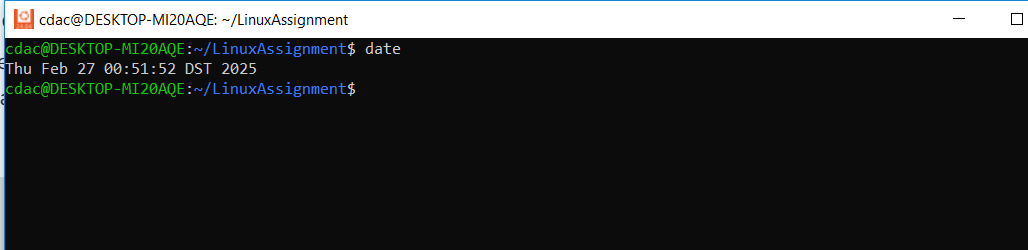 cdac@DESKTOP-MI20AQE: ~/LinuxAssignment
cdac@DESKTOP-MI20AQE:~/LinuxAssignment$ date
Thu Feb 27 00:51:52 DST 2025
cdac@DESKTOP-MI20AQE:~/LinuxAssignment$